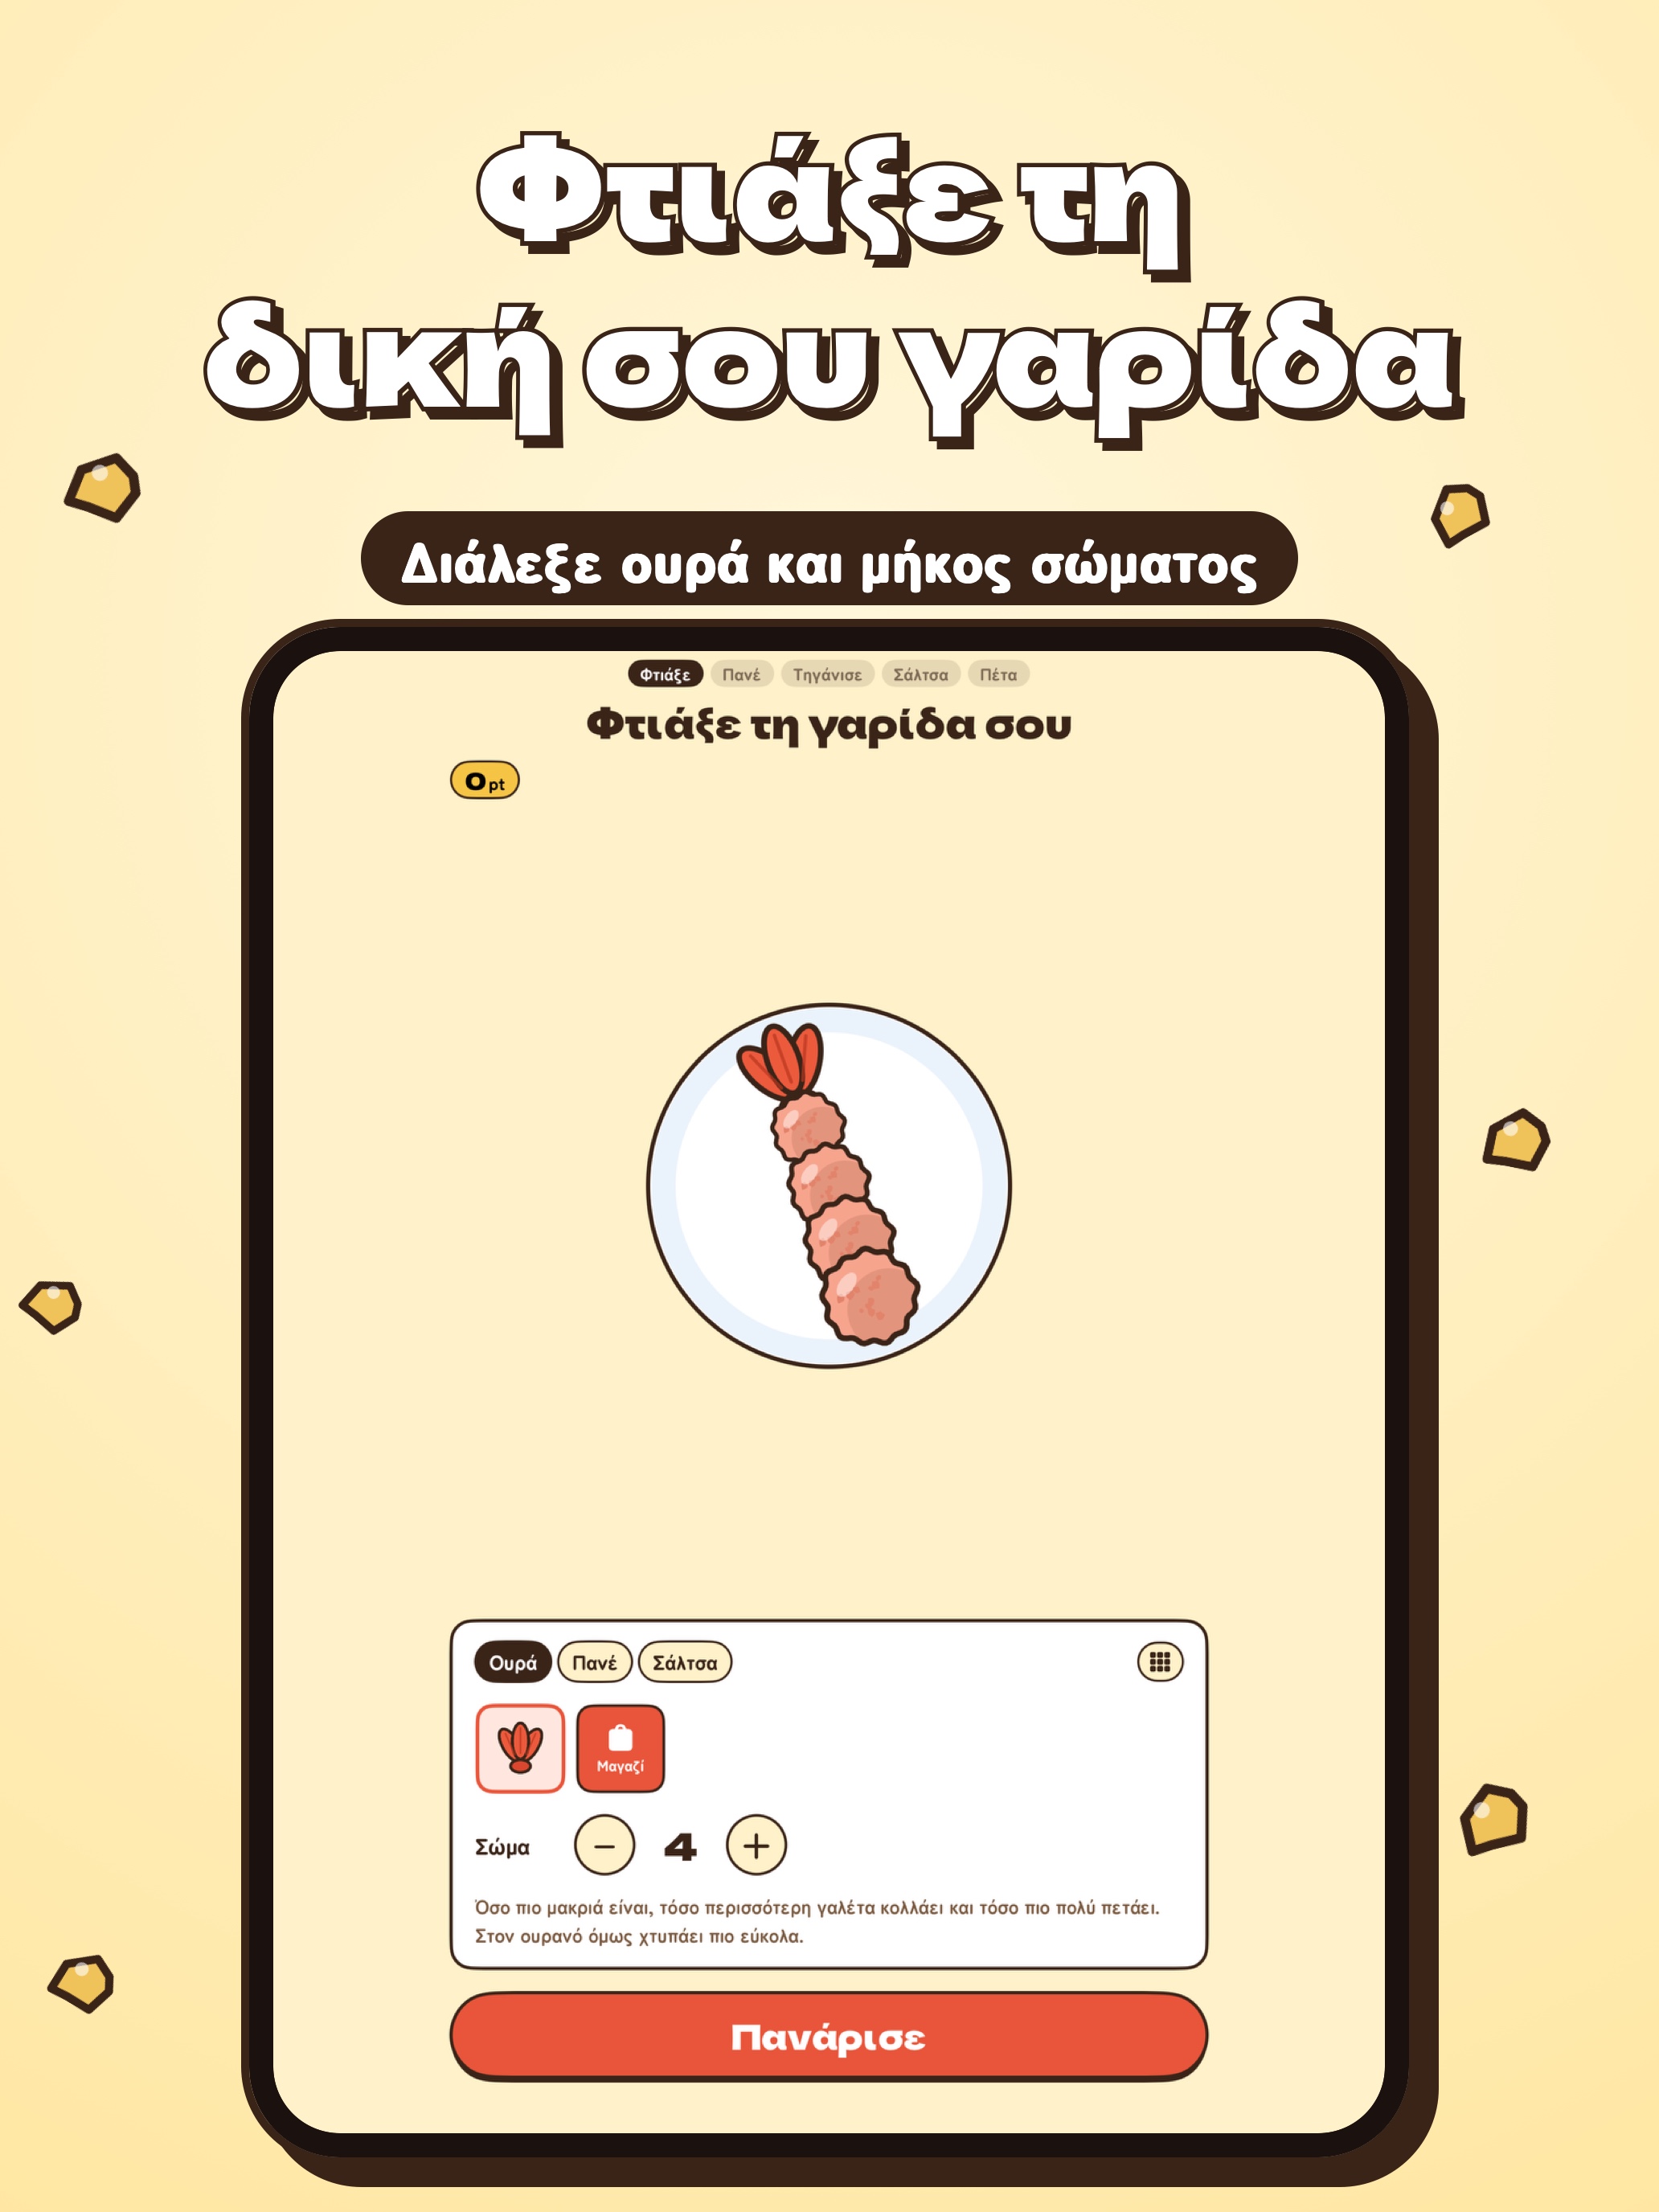 Φτιάξε τη
δική σου γαρίδα
Διάλεξε ουρά και μήκος σώματος
Φτιάξε Πανέ Τηγάνισε Σάλτσα Πέτα
Φτιάξε τη γαρίδα σου
0 pt
Ουρά Πανέ Σάλτσα
Μαγαζί
Σώμα − 4 +
Όσο πιο μακριά είναι, τόσο περισσότερη γαλέτα κολλάει και τόσο πιο πολύ πετάει.
Στον ουρανό όμως χτυπάει πιο εύκολα.
Πανάρισε